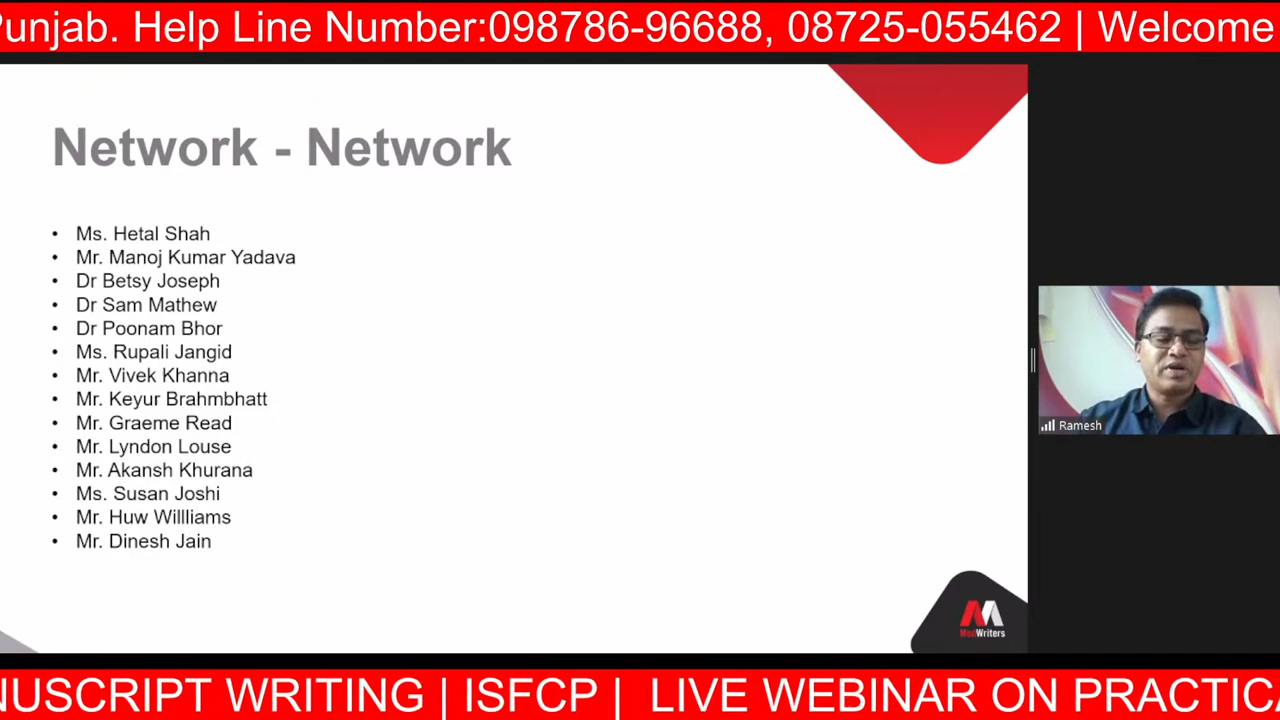 Punjab. Help Line Number:098786-96688, 08725-055462 | Welcome
Network - Network
• Ms. Hetal Shah
• Mr. Manoj Kumar Yadava
• Dr Betsy Joseph
• Dr Sam Mathew
• Dr Poonam Bhor
• Ms. Rupali Jangid
• Mr. Vivek Khanna
• Mr. Keyur Brahmbhatt
• Mr. Graeme Read
• Mr. Lyndon Louse
• Mr. Akansh Khurana
• Ms. Susan Joshi
• Mr. Huw Willliams
• Mr. Dinesh Jain
Ramesh
MedWriters
NUSCRIPT WRITING | ISFCP | LIVE WEBINAR ON PRACTICA